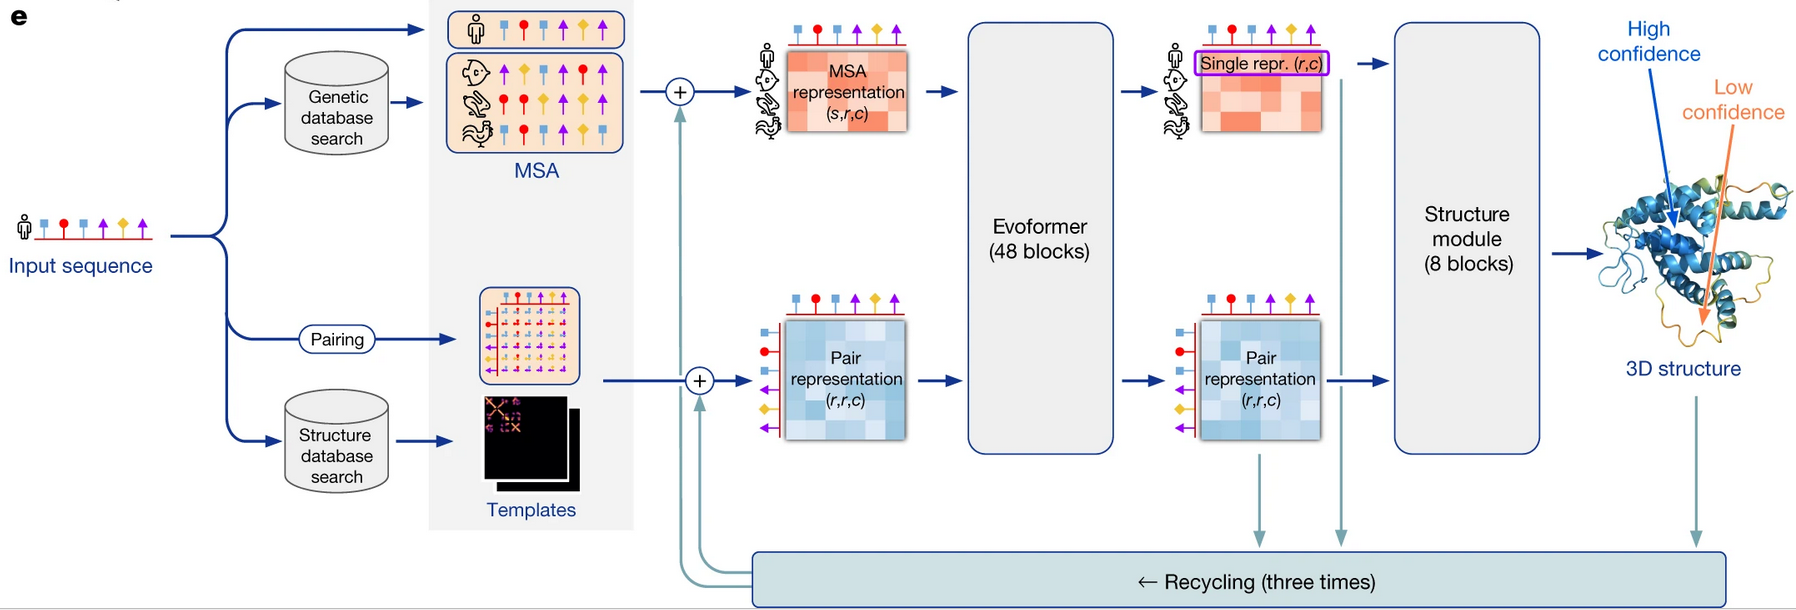 e
Input sequence
Genetic
database
search
Pairing
Structure
database
search
MSA
Templates
+
+
MSA
representation
(s,r,c)
Pair
representation
(r,r,c)
Evoformer
(48 blocks)
Single repr. (r,c)
Pair
representation
(r,r,c)
Structure
module
(8 blocks)
High
confidence
Low
confidence
3D structure
← Recycling (three times)